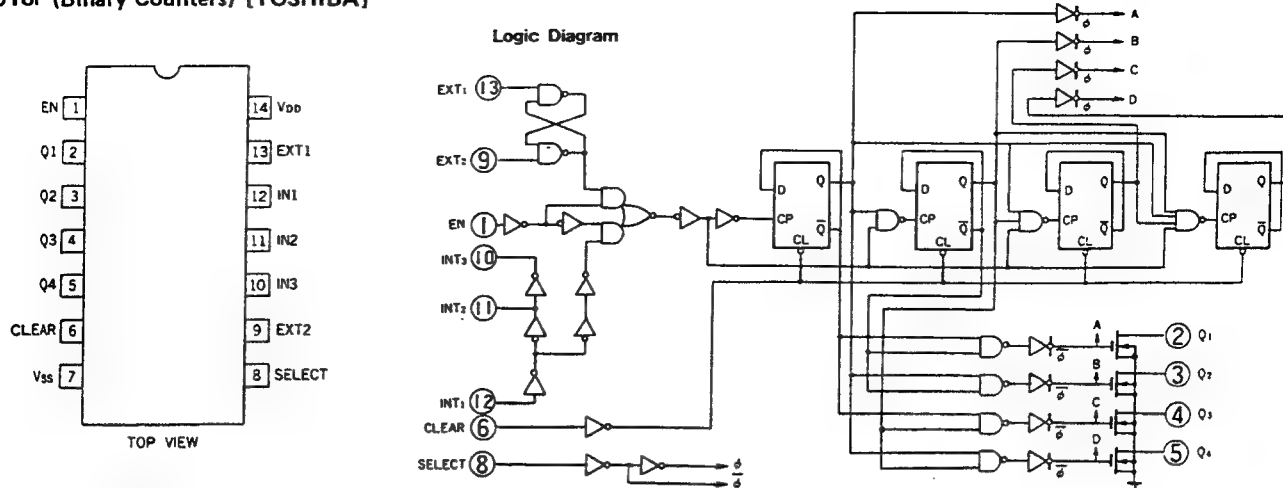 (Binary Counters) [TOSHIBA]
Logic Diagram
EN 1
Q1 2
Q2 3
Q3 4
Q4 5
CLEAR 6
Vss 7
14 VDD
13 EXT1
12 IN1
11 IN2
10 IN3
9 EXT2
8 SELECT
TOP VIEW
EXT1 13
EXT2 9
EN 1
INT3 10
INT2 11
INT1 12
CLEAR 6
SELECT 8
ϕ
ϕ̅
ϕ A
ϕ B
ϕ C
ϕ D
D Q
CP Q̅
CL
D Q
CP Q̅
CL
D Q
CP Q̅
CL
D Q
CP Q̅
CL
ϕ̅ A 2 Q1
ϕ̅ B 3 Q2
ϕ̅ C 4 Q3
ϕ̅ D 5 Q4